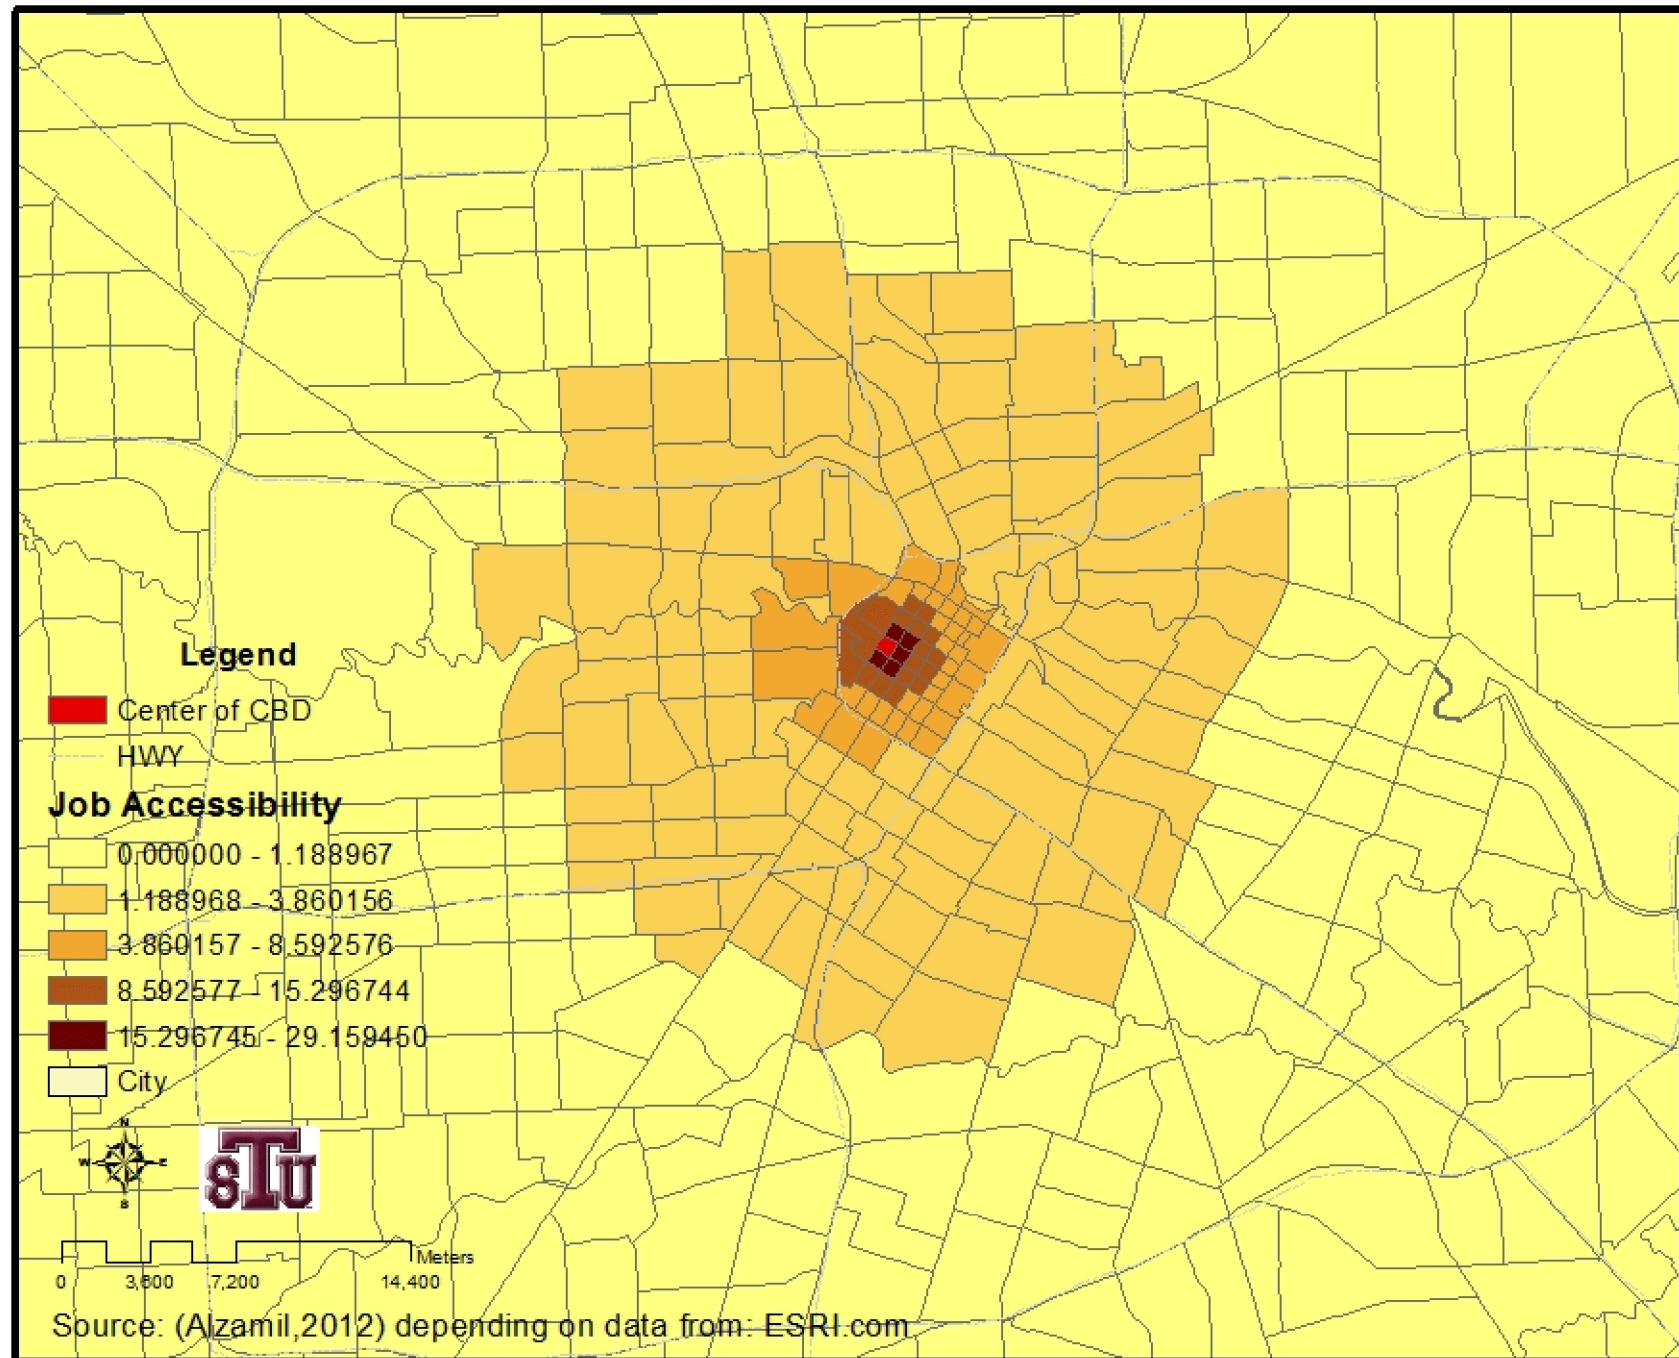 Legend
Center of CBD
HWY
Job Accessibility
0.000000 - 1.188967
1.188968 - 3.860156
3.860157 - 8.592576
8.592577 - 15.296744
15.296745 - 29.159450
City
N
W E
S
STU
Meters
0 3,600 7,200 14,400
Source: (Alzamil,2012) depending on data from: ESRI.com